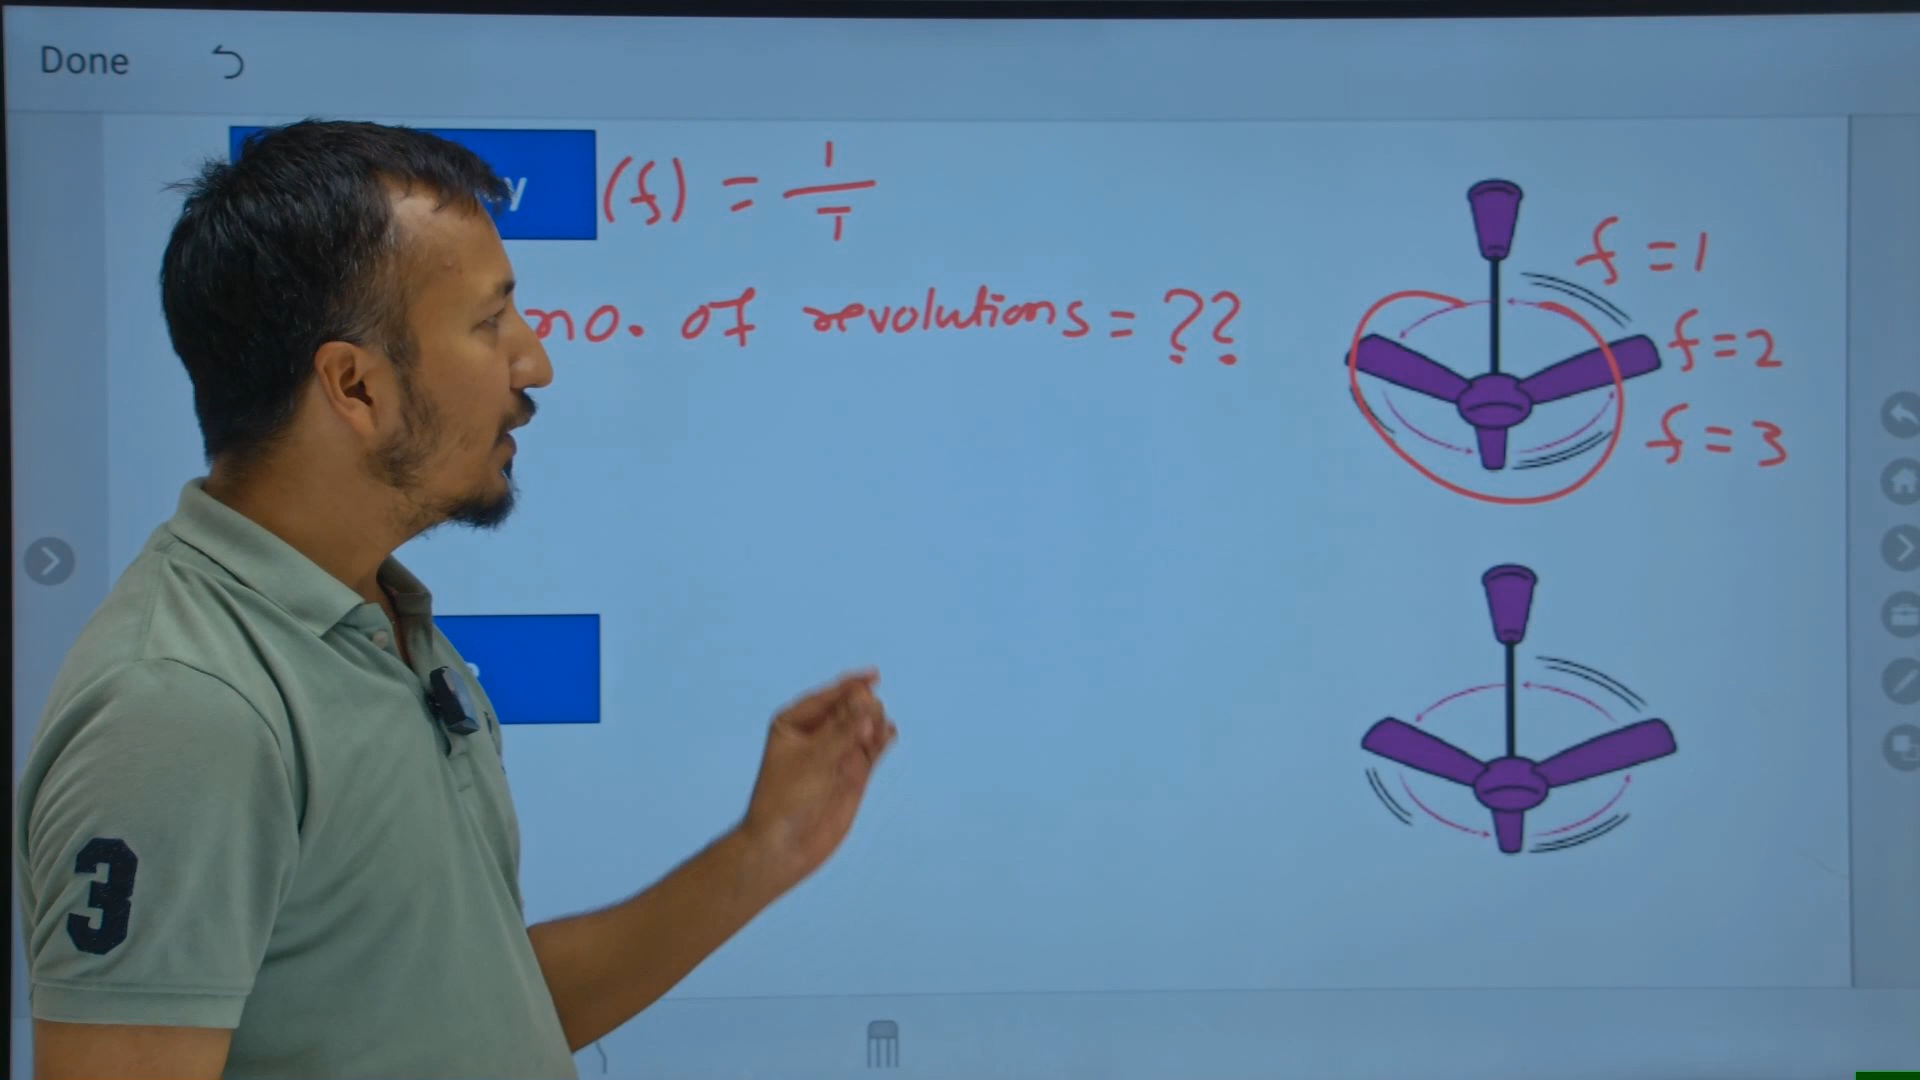 Done
(f) = 1/T
f = 1
no. of revolutions = ??
f = 2
f = 3
3